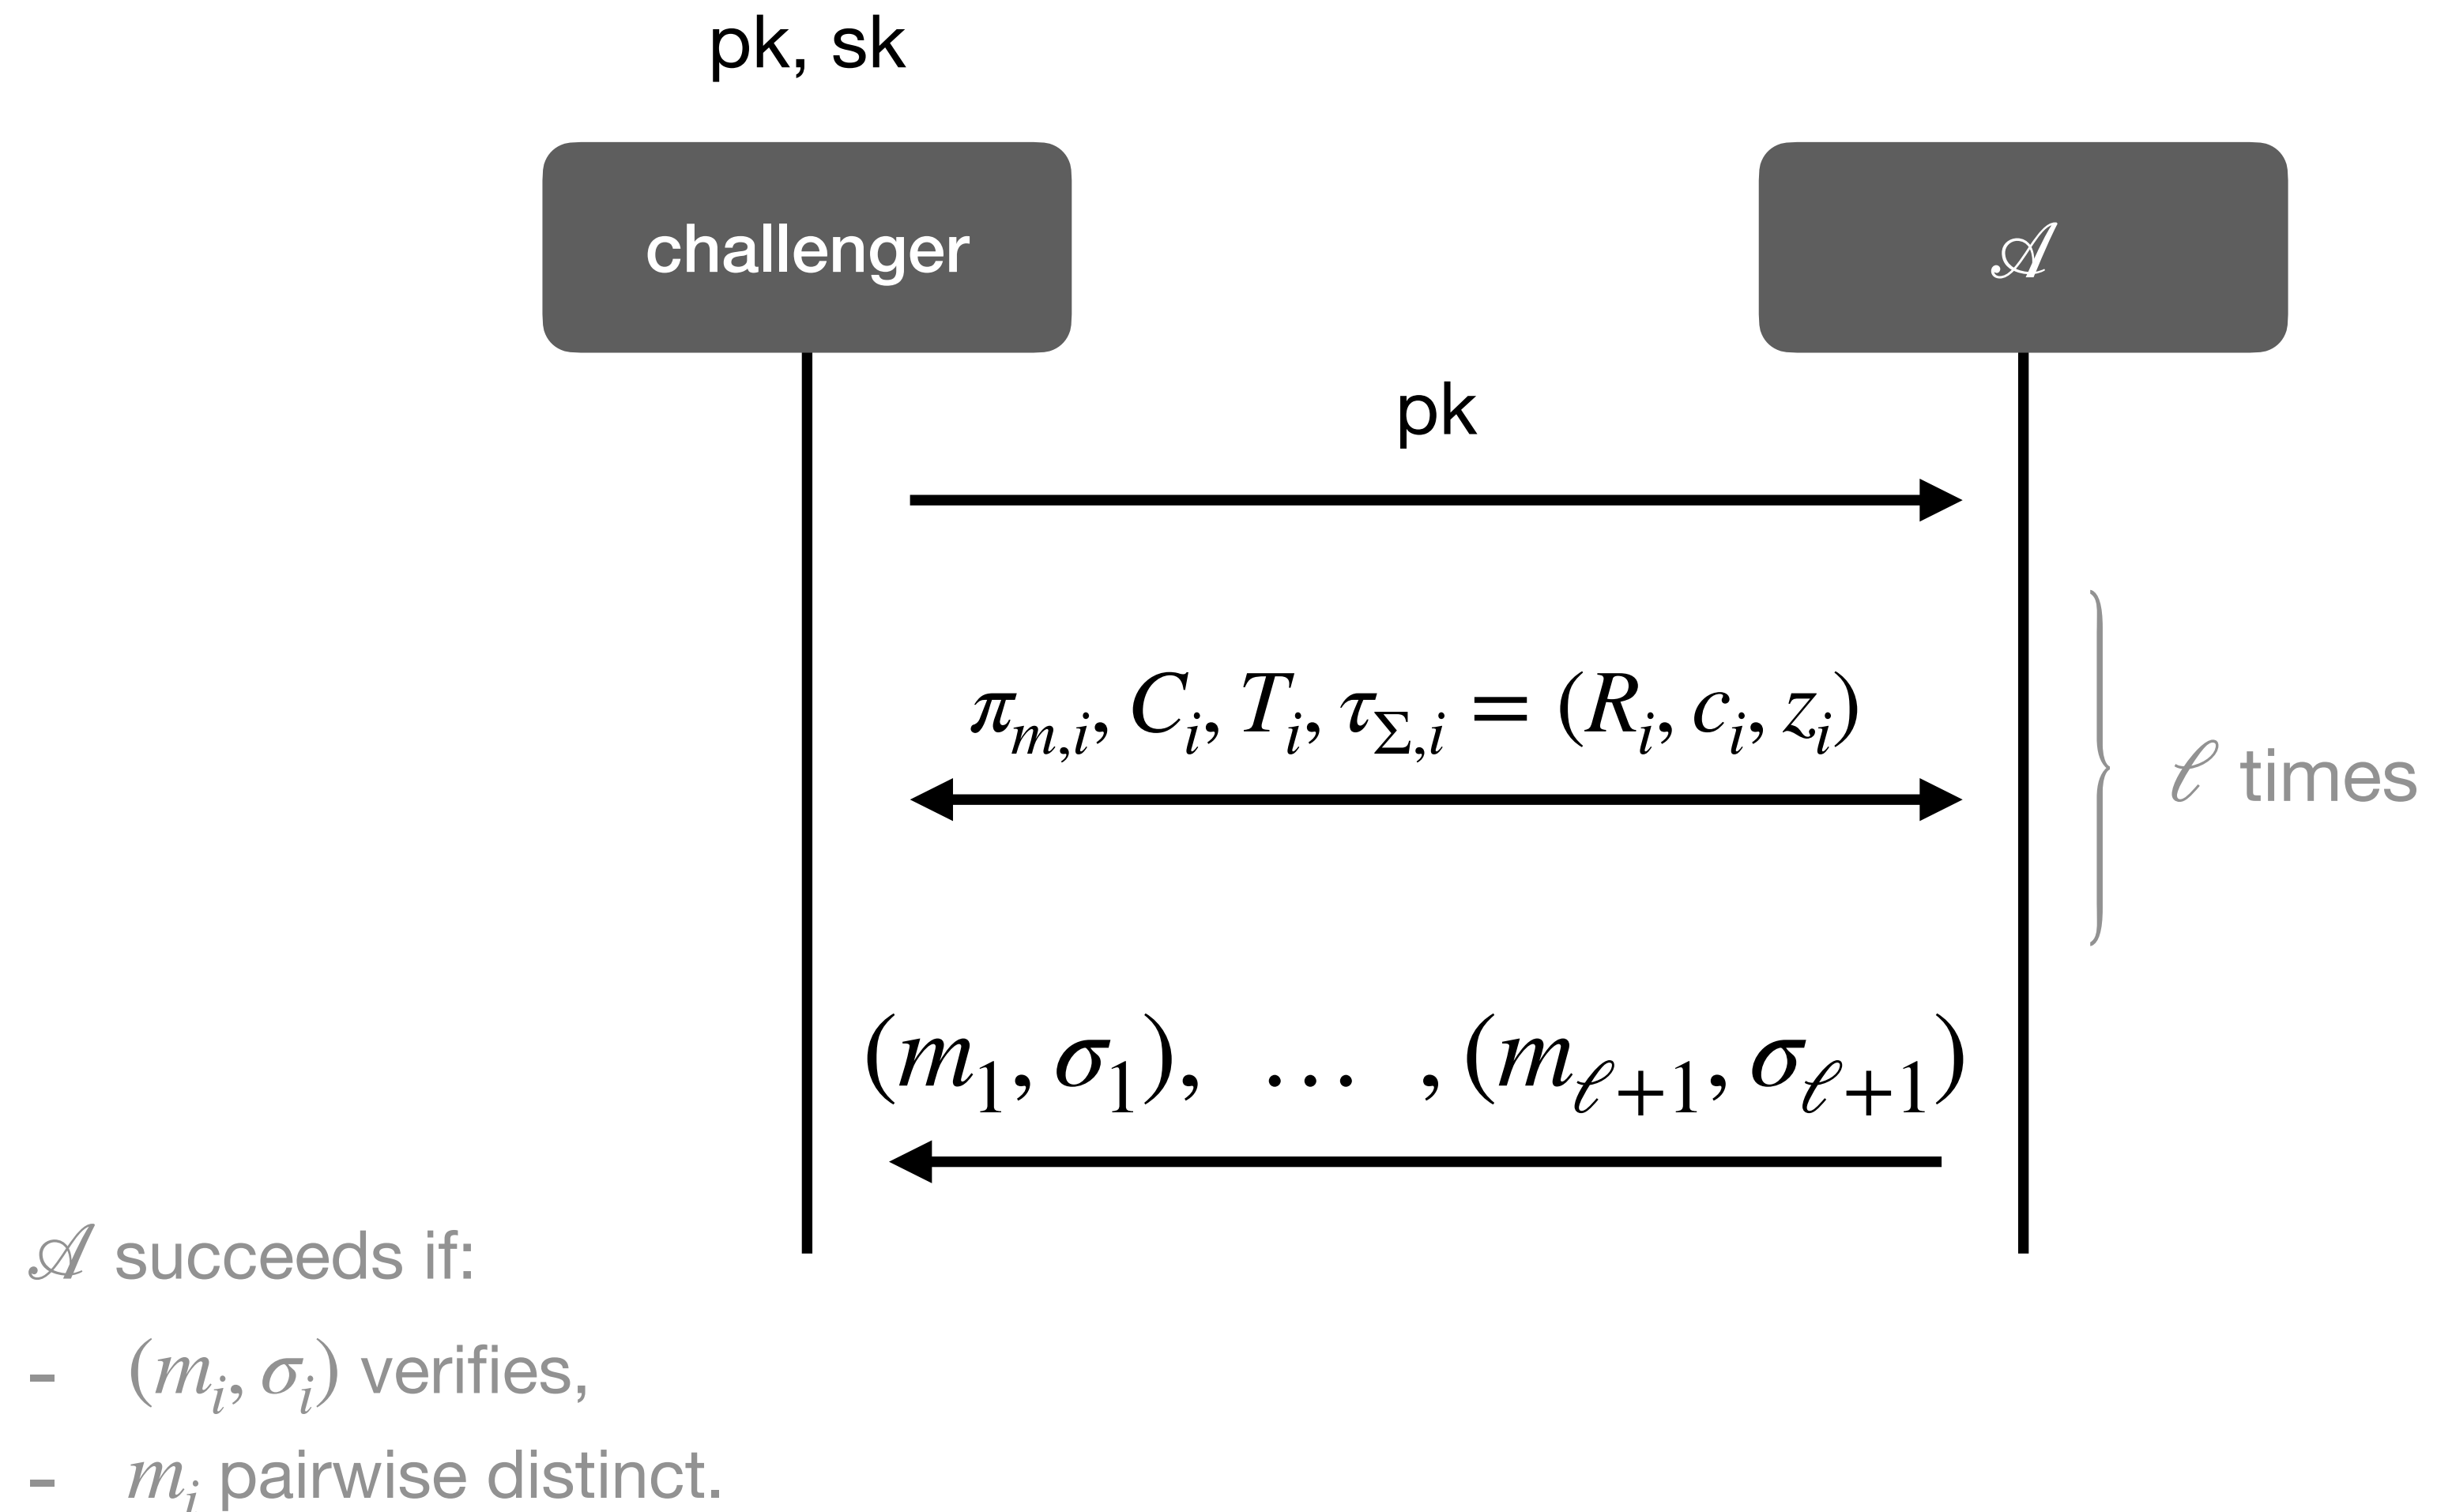 pk, sk
challenger
𝒜
pk
π_{m,i}, C_i, T_i, τ_{Σ,i} = (R_i, c_i, z_i)
ℓ times
(m_1, σ_1), … , (m_{ℓ+1}, σ_{ℓ+1})
𝒜 succeeds if:
- (m_i, σ_i) verifies,
- m_i pairwise distinct.